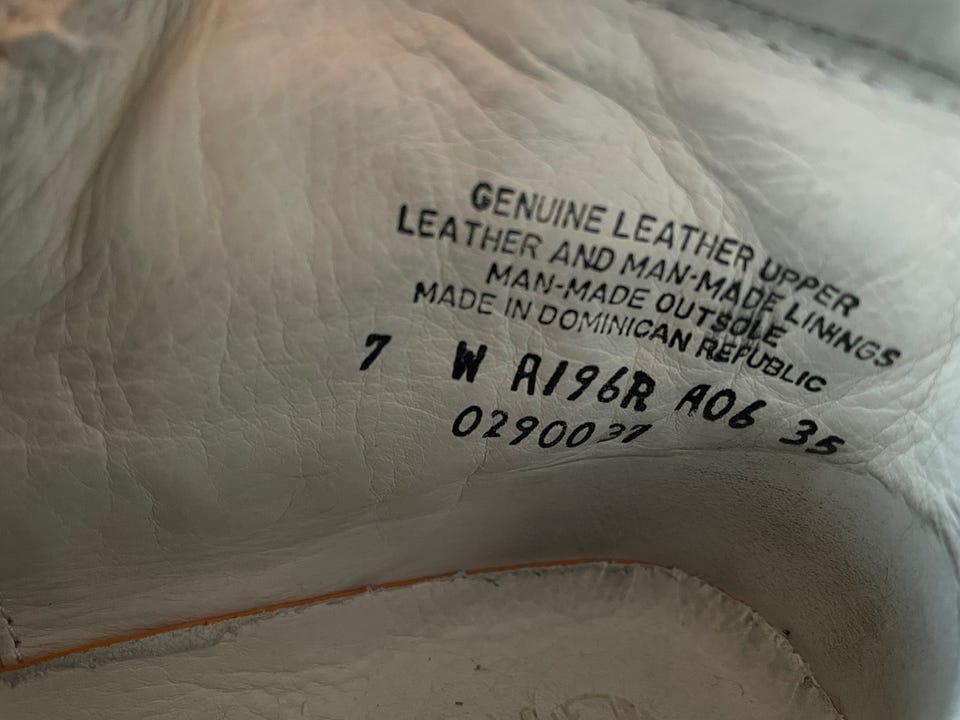 GENUINE LEATHER UPPER
LEATHER AND MAN-MADE LININGS
MAN-MADE OUTSOLE
MADE IN DOMINICAN REPUBLIC
7 W A196R A06 35
0290037